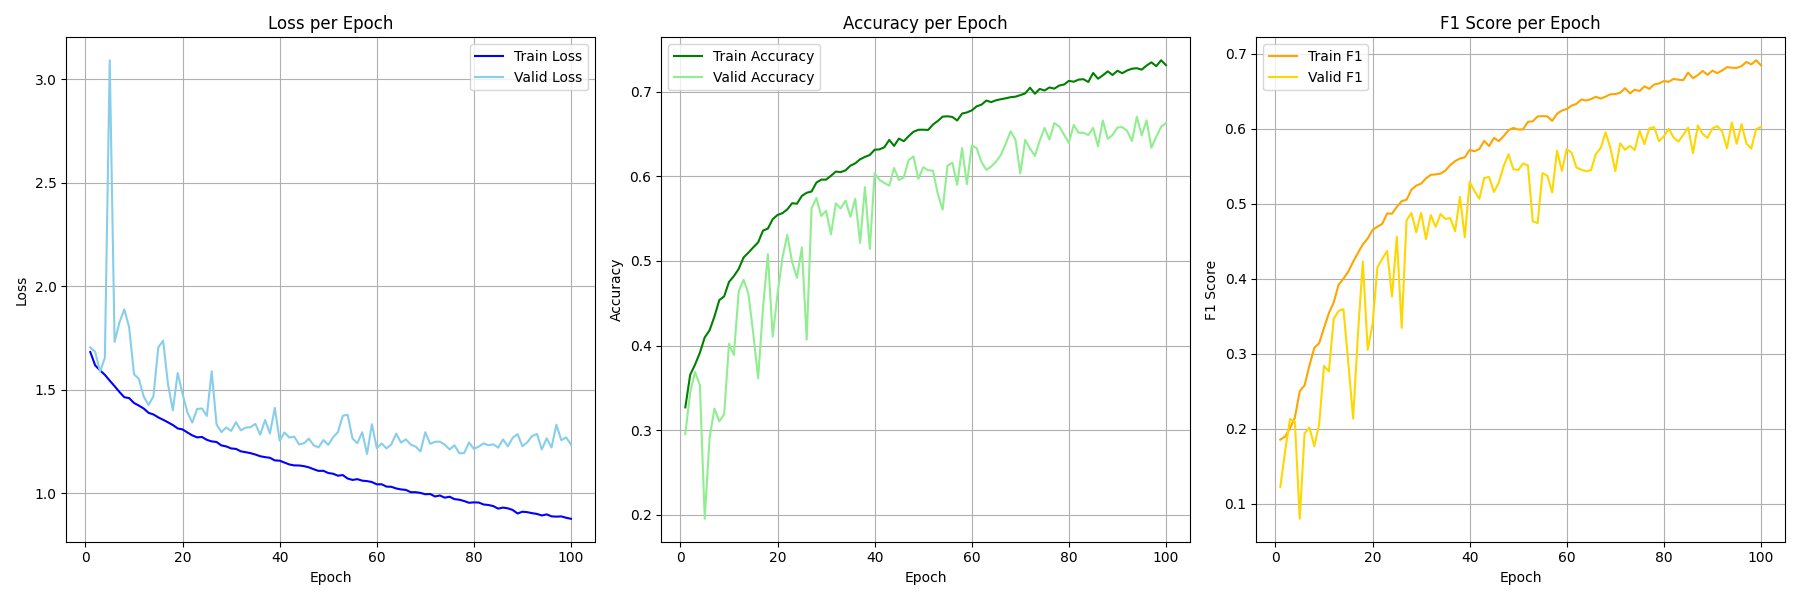 Loss per Epoch
Train Loss
Valid Loss
3.0
2.5
2.0
1.5
1.0
Loss
0 20 40 60 80 100
Epoch
Accuracy per Epoch
Train Accuracy
Valid Accuracy
0.7
0.6
0.5
0.4
0.3
0.2
Accuracy
0 20 40 60 80 100
Epoch
F1 Score per Epoch
Train F1
Valid F1
0.7
0.6
0.5
0.4
0.3
0.2
0.1
F1 Score
0 20 40 60 80 100
Epoch